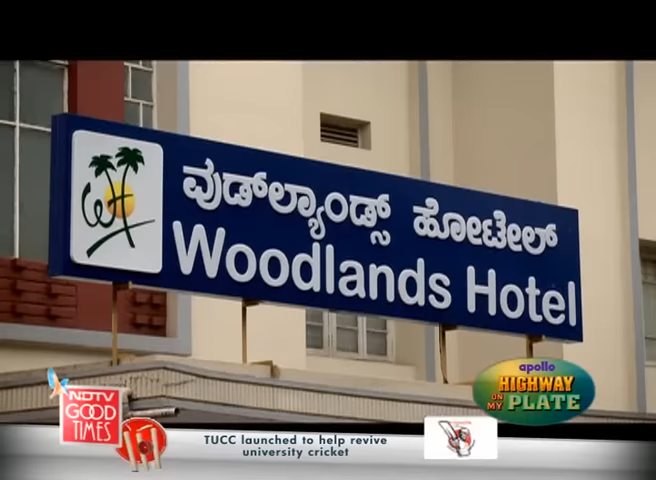 ವುಡ್‌ಲ್ಯಾಂಡ್ಸ್ ಹೋಟೇಲ್
Woodlands Hotel
apollo
HIGHWAY
ON MY PLATE
NDTV
GOOD
TIMES
TUCC launched to help revive
university cricket